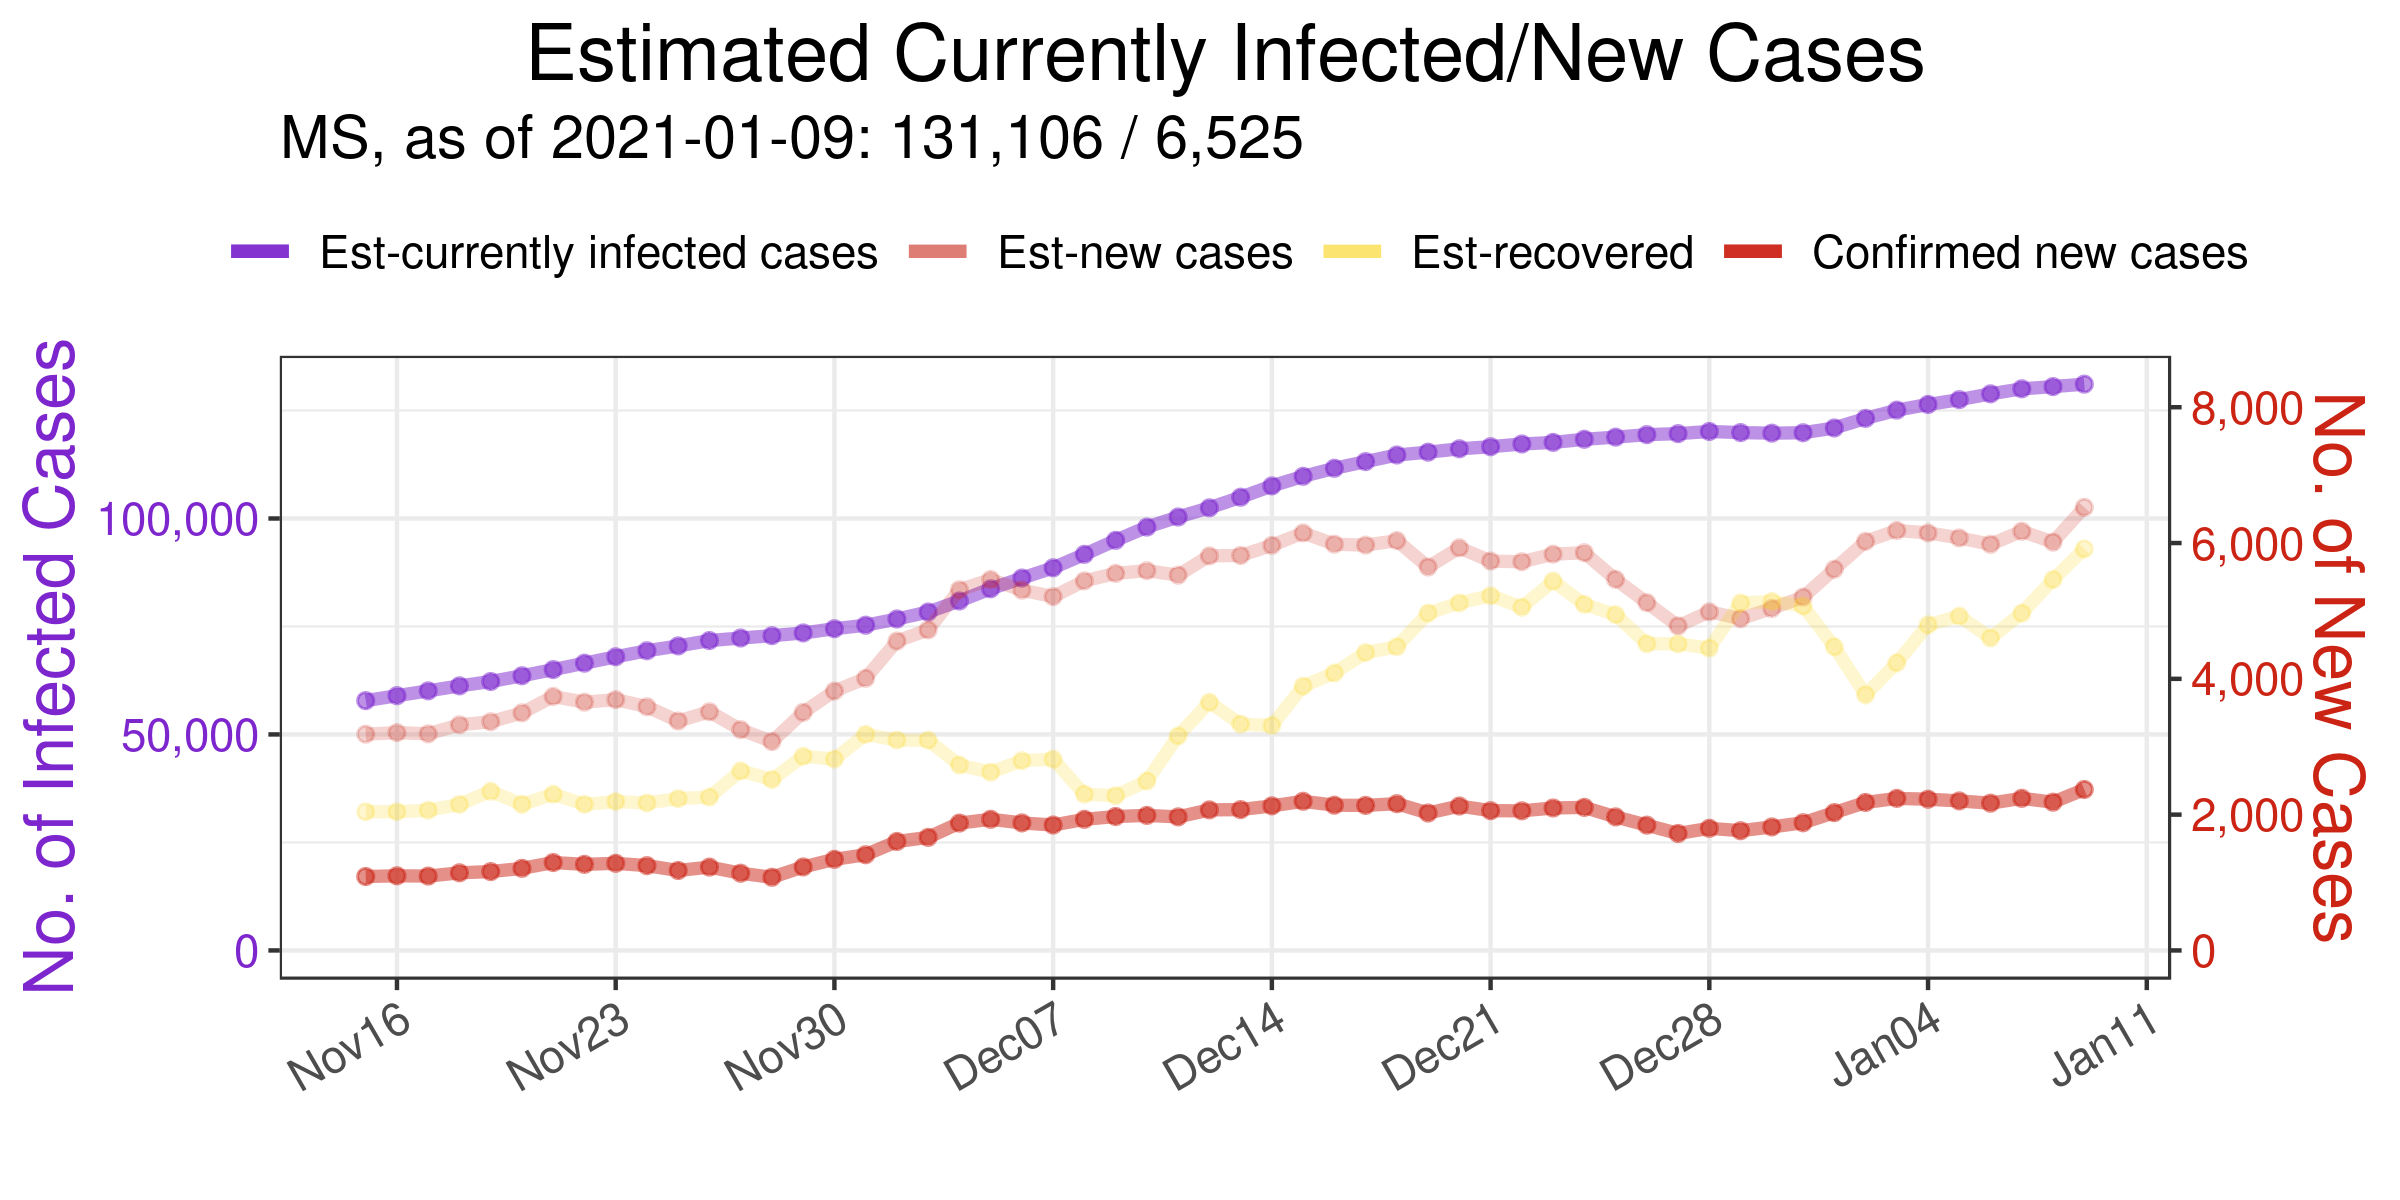 Estimated Currently Infected/New Cases
MS, as of 2021-01-09: 131,106 / 6,525
Est-currently infected cases Est-new cases Est-recovered Confirmed new cases
No. of Infected Cases
100,000
50,000
0
8,000
6,000
4,000
2,000
0
No. of New Cases
Nov16 Nov23 Nov30 Dec07 Dec14 Dec21 Dec28 Jan04 Jan11